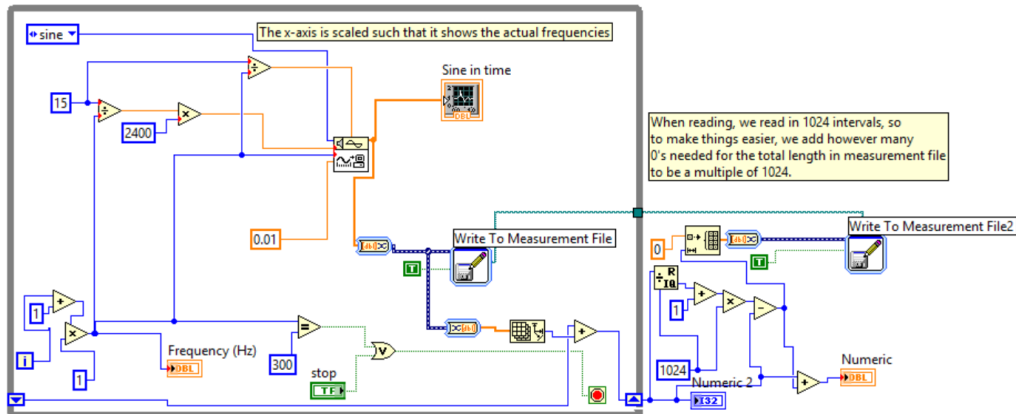 sine
The x-axis is scaled such that it shows the actual frequencies
Sine in time
DBL
15
2400
0.01
When reading, we read in 1024 intervals, so
to make things easier, we add however many
0's needed for the total length in measurement file
to be a multiple of 1024.
Write To Measurement File
T
Write To Measurement File2
0
T
R
IQ
1
1024
Numeric 2
I32
Numeric
DBL
1
i
1
Frequency (Hz)
DBL
300
stop
TF